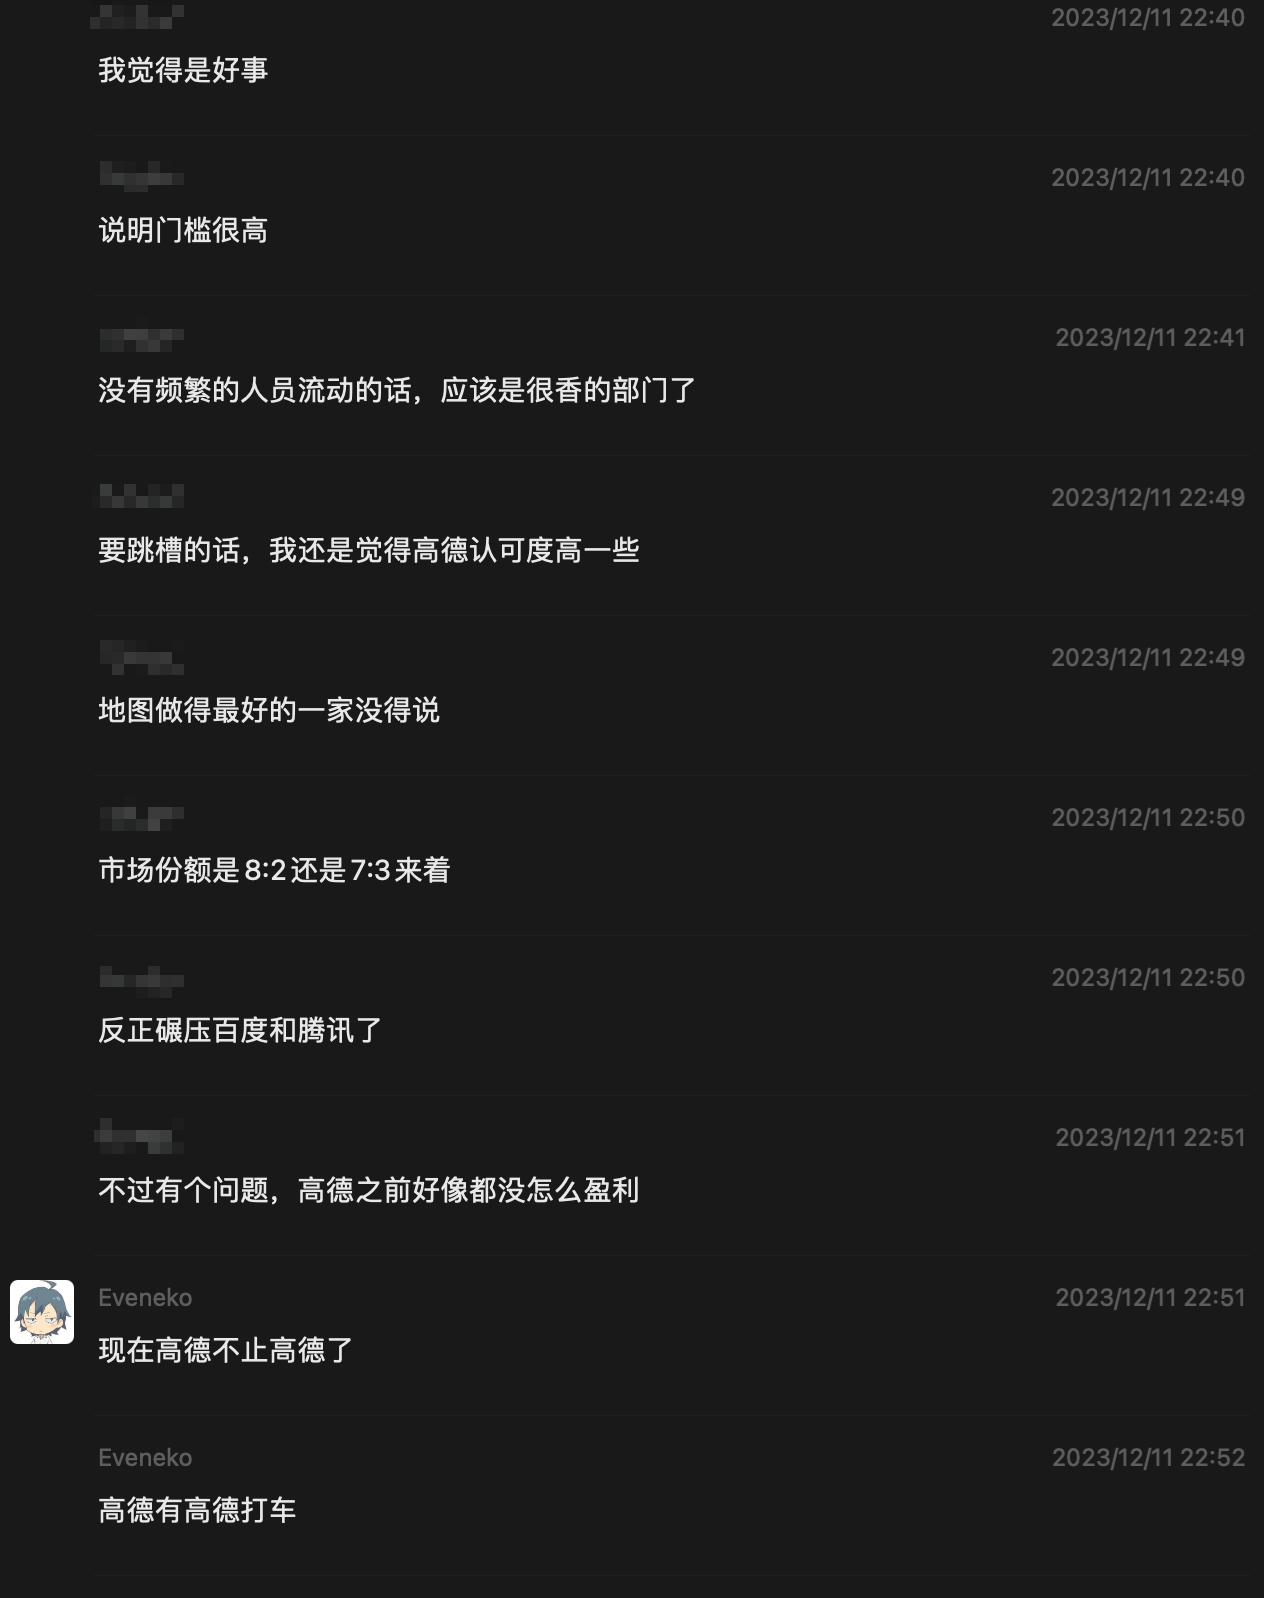 2023/12/11 22:40
我觉得是好事
2023/12/11 22:40
说明门槛很高
2023/12/11 22:41
没有频繁的人员流动的话，应该是很香的部门了
2023/12/11 22:49
要跳槽的话，我还是觉得高德认可度高一些
2023/12/11 22:49
地图做得最好的一家没得说
2023/12/11 22:50
市场份额是8:2还是7:3来着
2023/12/11 22:50
反正碾压百度和腾讯了
2023/12/11 22:51
不过有个问题，高德之前好像都没怎么盈利
Eveneko 2023/12/11 22:51
现在高德不止高德了
Eveneko 2023/12/11 22:52
高德有高德打车